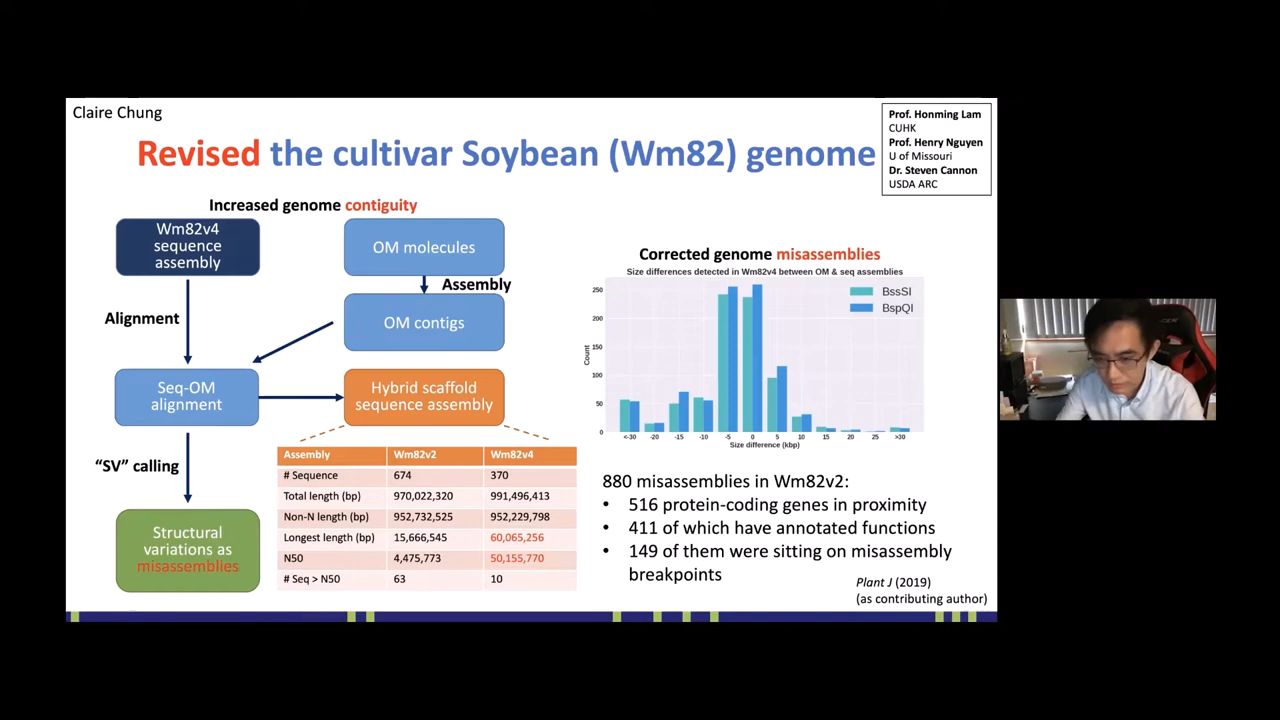 Claire Chung
Revised the cultivar Soybean (Wm82) genome
Prof. Honming Lam
CUHK
Prof. Henry Nguyen
U of Missouri
Dr. Steven Cannon
USDA ARC
Increased genome contiguity
Wm82v4
sequence
assembly
OM molecules
Assembly
Alignment
OM contigs
Seq-OM
alignment
Hybrid scaffold
sequence assembly
"SV" calling
Structural
variations as
misassemblies
Assembly Wm82v2 Wm82v4
# Sequence 674 370
Total length (bp) 970,022,320 991,496,413
Non-N length (bp) 952,732,525 952,229,798
Longest length (bp) 15,666,545 60,065,256
N50 4,475,773 50,155,770
# Seq > N50 63 10
Corrected genome misassemblies
Size differences detected in Wm82v4 between OM & seq assemblies
BssSI
BspQI
Count
250
200
150
100
50
0
<-30 -20 -15 -10 -5 0 5 10 15 20 25 >30
Size difference (kbp)
880 misassemblies in Wm82v2:
• 516 protein-coding genes in proximity
• 411 of which have annotated functions
• 149 of them were sitting on misassembly
breakpoints
Plant J (2019)
(as contributing author)